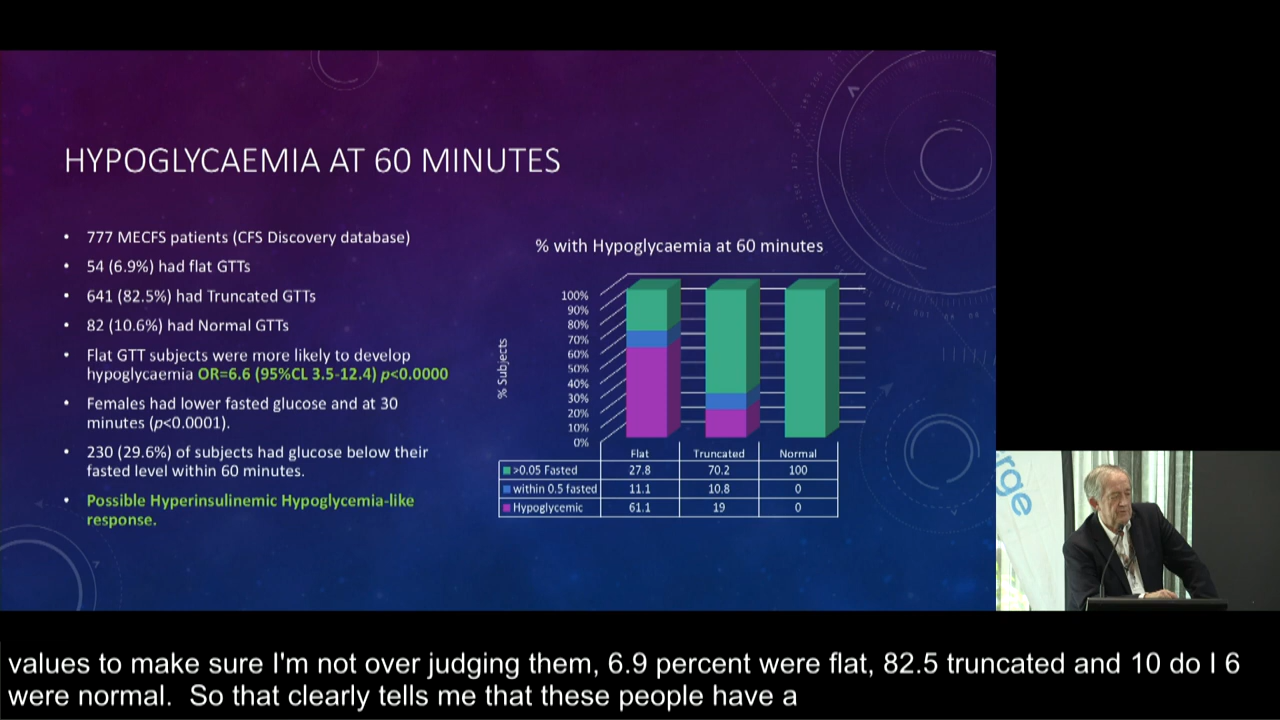 HYPOGLYCAEMIA AT 60 MINUTES
• 777 MECFS patients (CFS Discovery database)
• 54 (6.9%) had flat GTTs
• 641 (82.5%) had Truncated GTTs
• 82 (10.6%) had Normal GTTs
• Flat GTT subjects were more likely to develop
hypoglycaemia OR=6.6 (95%CL 3.5-12.4) p<0.0000
• Females had lower fasted glucose and at 30
minutes (p<0.0001).
• 230 (29.6%) of subjects had glucose below their
fasted level within 60 minutes.
• Possible Hyperinsulinemic Hypoglycemia-like
response.
% with Hypoglycaemia at 60 minutes
% Subjects
100%
90%
80%
70%
60%
50%
40%
30%
20%
10%
0%
Flat Truncated Normal
>0.05 Fasted 27.8 70.2 100
within 0.5 fasted 11.1 10.8 0
Hypoglycemic 61.1 19 0
rge
values to make sure I'm not over judging them, 6.9 percent were flat, 82.5 truncated and 10 do I 6
were normal.  So that clearly tells me that these people have a